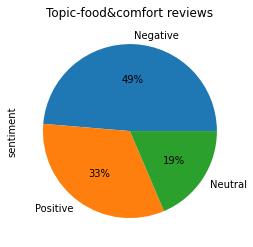 Topic-food&comfort reviews
Negative
49%
sentiment
33%
19%
Neutral
Positive